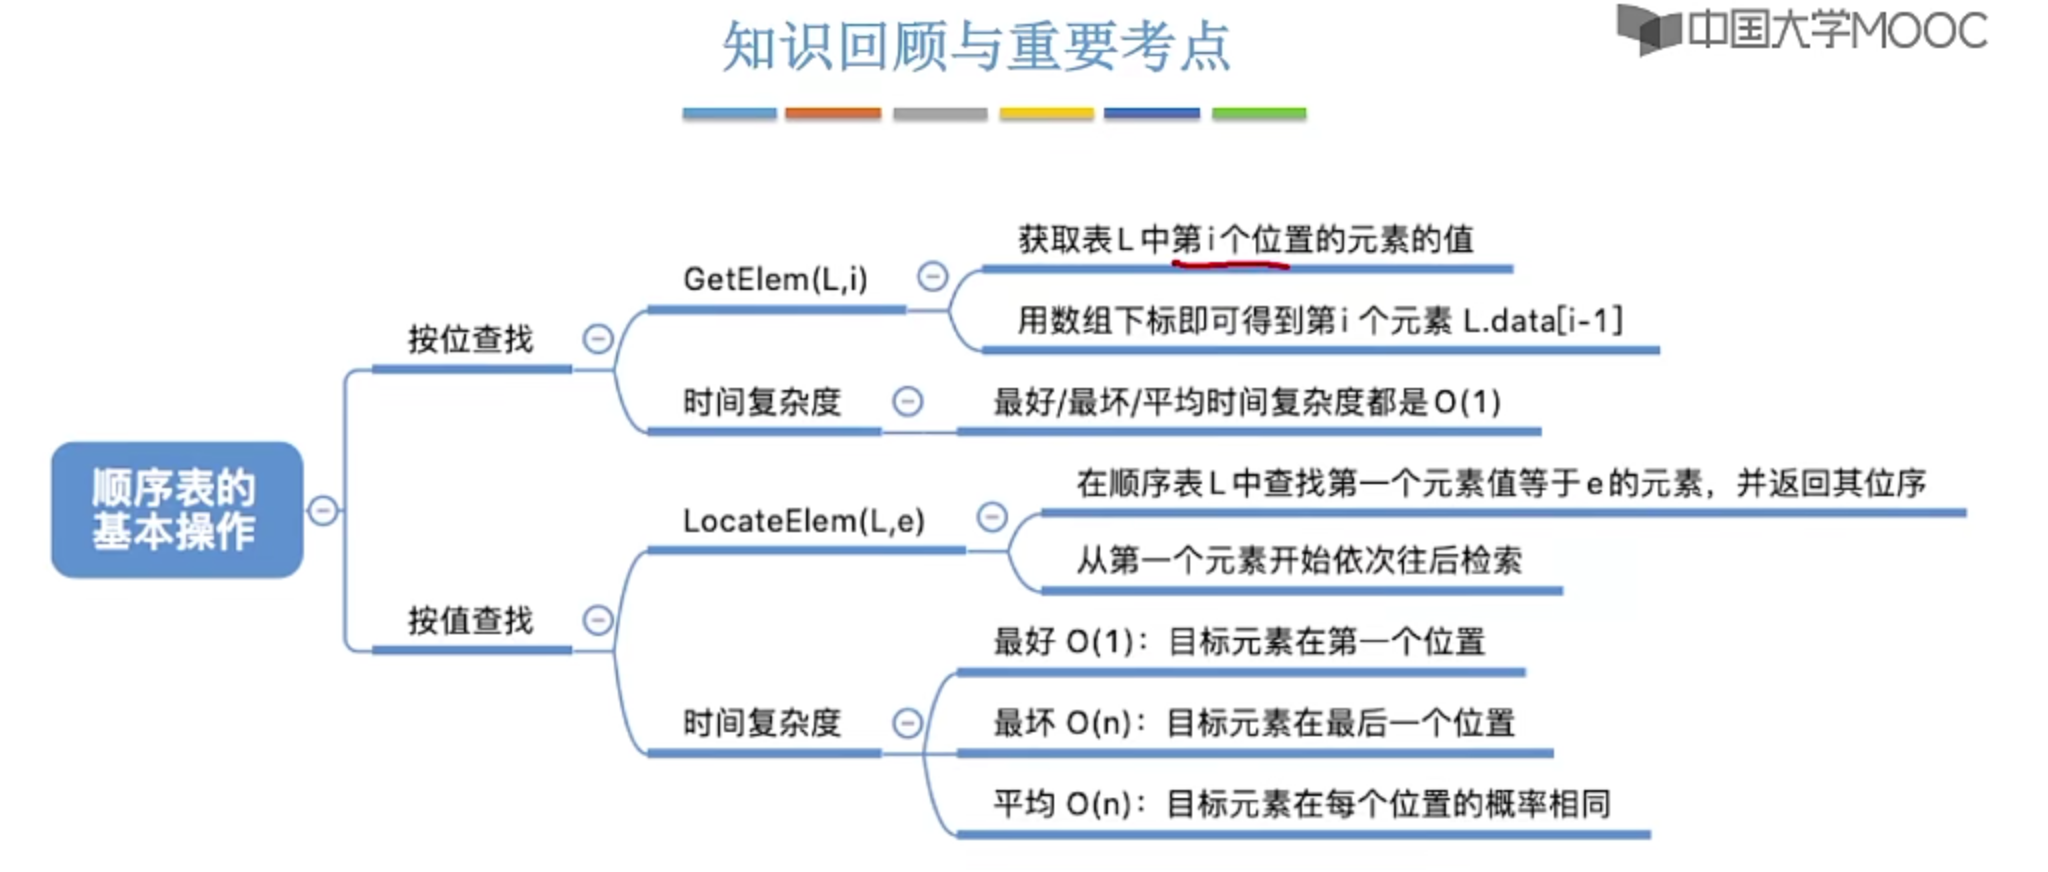 知识回顾与重要考点
中国大学MOOC
顺序表的
基本操作
按位查找
GetElem(L,i)
获取表L中第i个位置的元素的值
用数组下标即可得到第i个元素 L.data[i-1]
时间复杂度
最好/最坏/平均时间复杂度都是O(1)
按值查找
LocateElem(L,e)
在顺序表L中查找第一个元素值等于e的元素，并返回其位序
从第一个元素开始依次往后检索
时间复杂度
最好 O(1)：目标元素在第一个位置
最坏 O(n)：目标元素在最后一个位置
平均 O(n)：目标元素在每个位置的概率相同